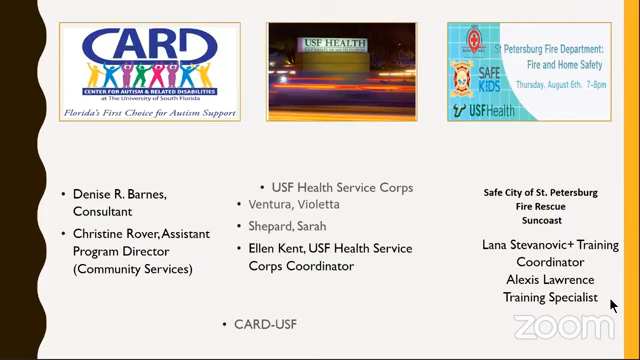 CARD
CENTER FOR AUTISM & RELATED DISABILITIES
at The University of South Florida
Florida's First Choice for Autism Support
USF HEALTH
St Petersburg Fire Department:
Fire and Home Safety
Thursday, August 6th, 7-8pm
SAFE
KIDS
USFHealth
• Denise R. Barnes,
Consultant
• Christine Rover, Assistant
Program Director
(Community Services)
• USF Health Service Corps
• Ventura, Violetta
• Shepard, Sarah
• Ellen Kent, USF Health Service
Corps Coordinator
• CARD-USF
Safe City of St. Petersburg
Fire Rescue
Suncoast
Lana Stevanovic+ Training
Coordinator
Alexis Lawrence
Training Specialist
zoom